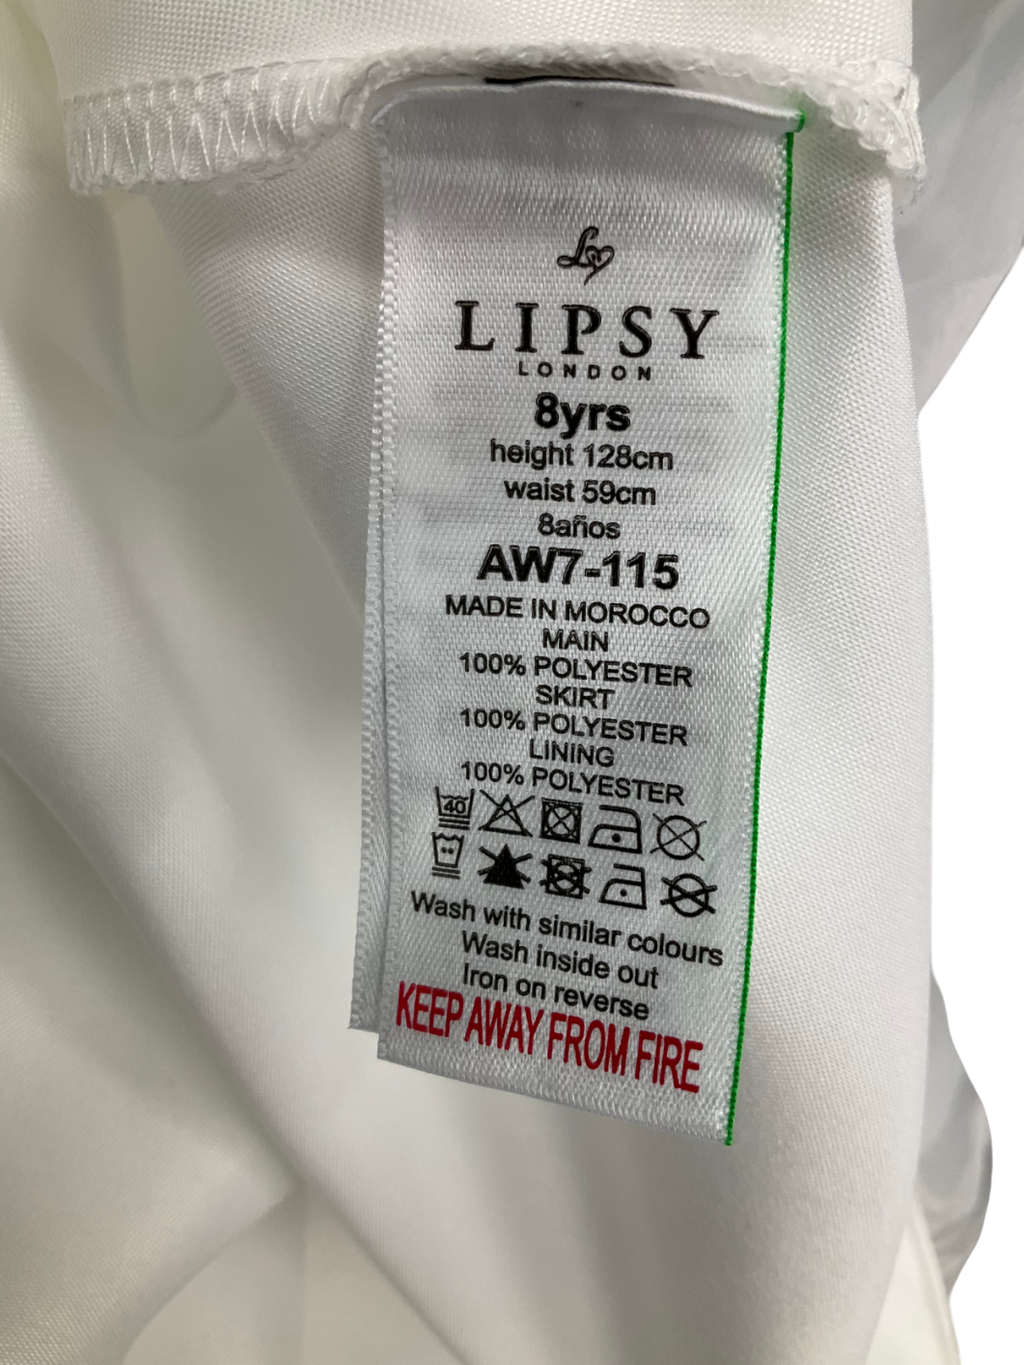 Ly
LIPSY
LONDON
8yrs
height 128cm
waist 59cm
8años
AW7-115
MADE IN MOROCCO
MAIN
100% POLYESTER
SKIRT
100% POLYESTER
LINING
100% POLYESTER
40
Wash with similar colours
Wash inside out
Iron on reverse
KEEP AWAY FROM FIRE